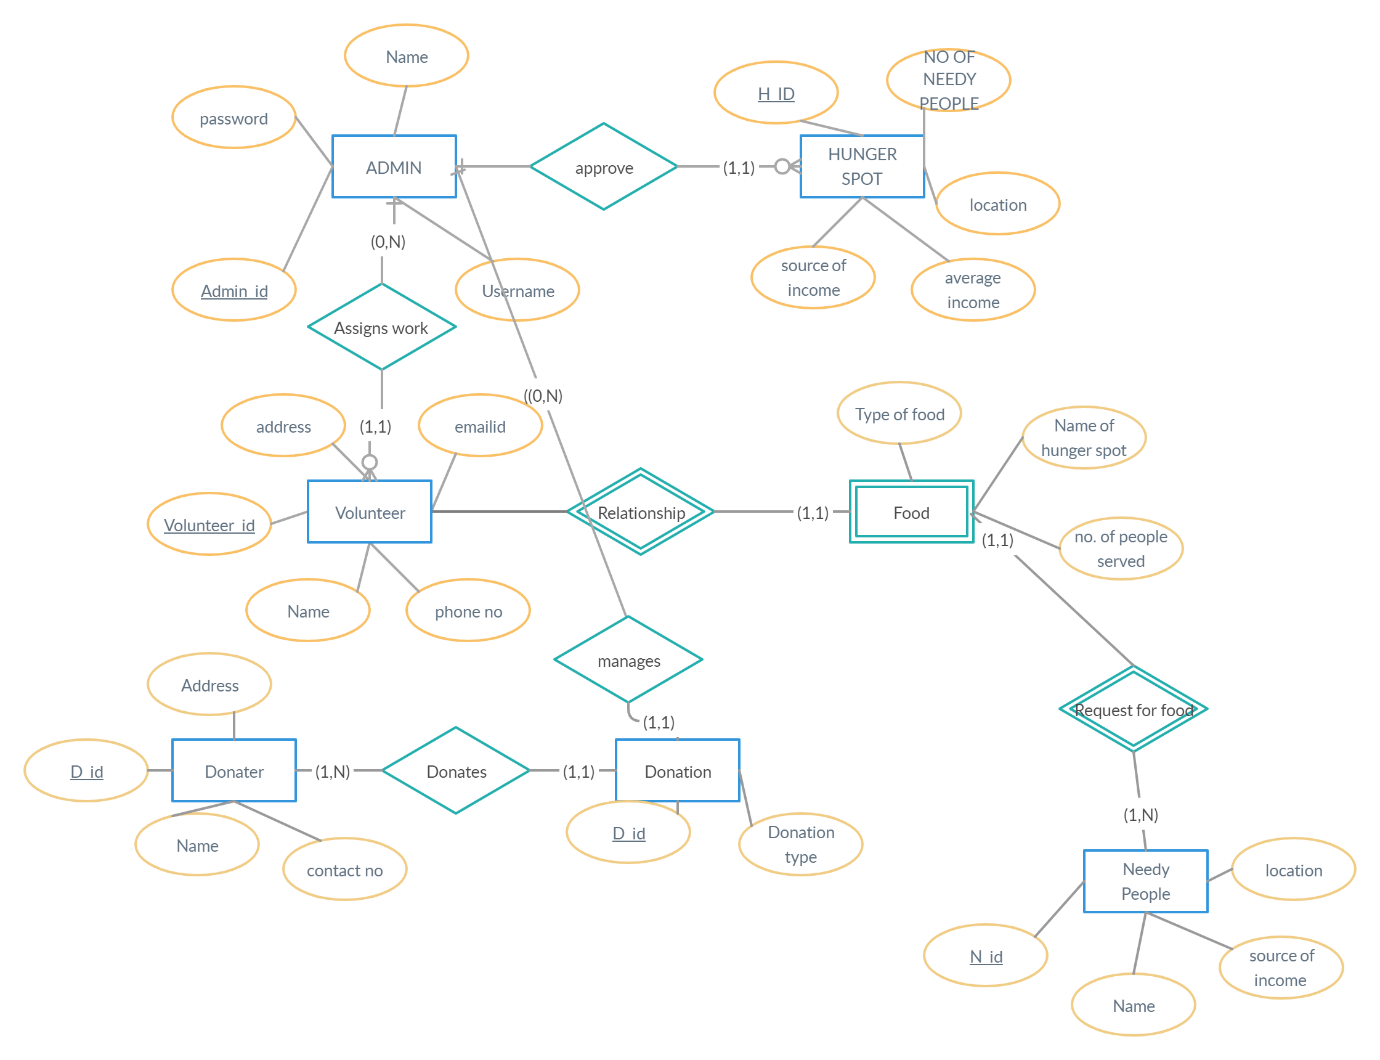 Name
password
ADMIN
Admin_id
Username
approve
(1,1)
H_ID
NO OF
NEEDY
PEOPLE
HUNGER
SPOT
location
source of
income
average
income
(0,N)
Assigns work
(1,1)
((0,N)
address
emailid
Volunteer_id
Volunteer
Name
phone no
Relationship
(1,1)
Type of food
Food
Name of
hunger spot
no. of people
served
(1,1)
manages
(1,1)
Request for food
(1,N)
Address
D_id
Donater
Name
contact no
(1,N)
Donates
(1,1)
Donation
D_id
Donation
type
Needy
People
location
N_id
Name
source of
income